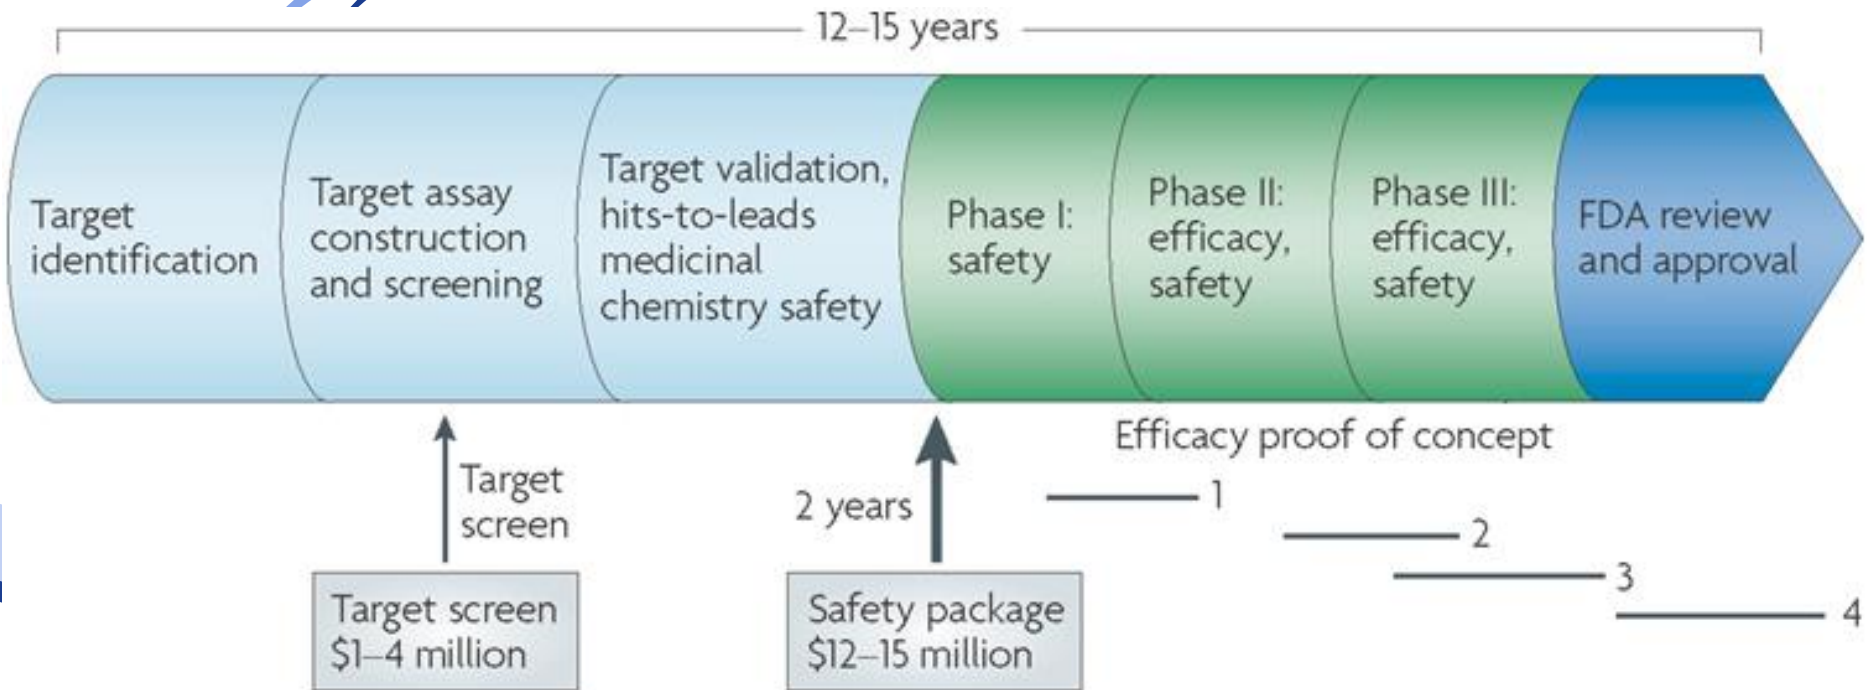 12–15 years
Target
identification
Target assay
construction
and screening
Target validation,
hits-to-leads
medicinal
chemistry safety
Phase I:
safety
Phase II:
efficacy,
safety
Phase III:
efficacy,
safety
FDA review
and approval
Target
screen
2 years
Efficacy proof of concept
1
2
3
4
Target screen
$1–4 million
Safety package
$12–15 million